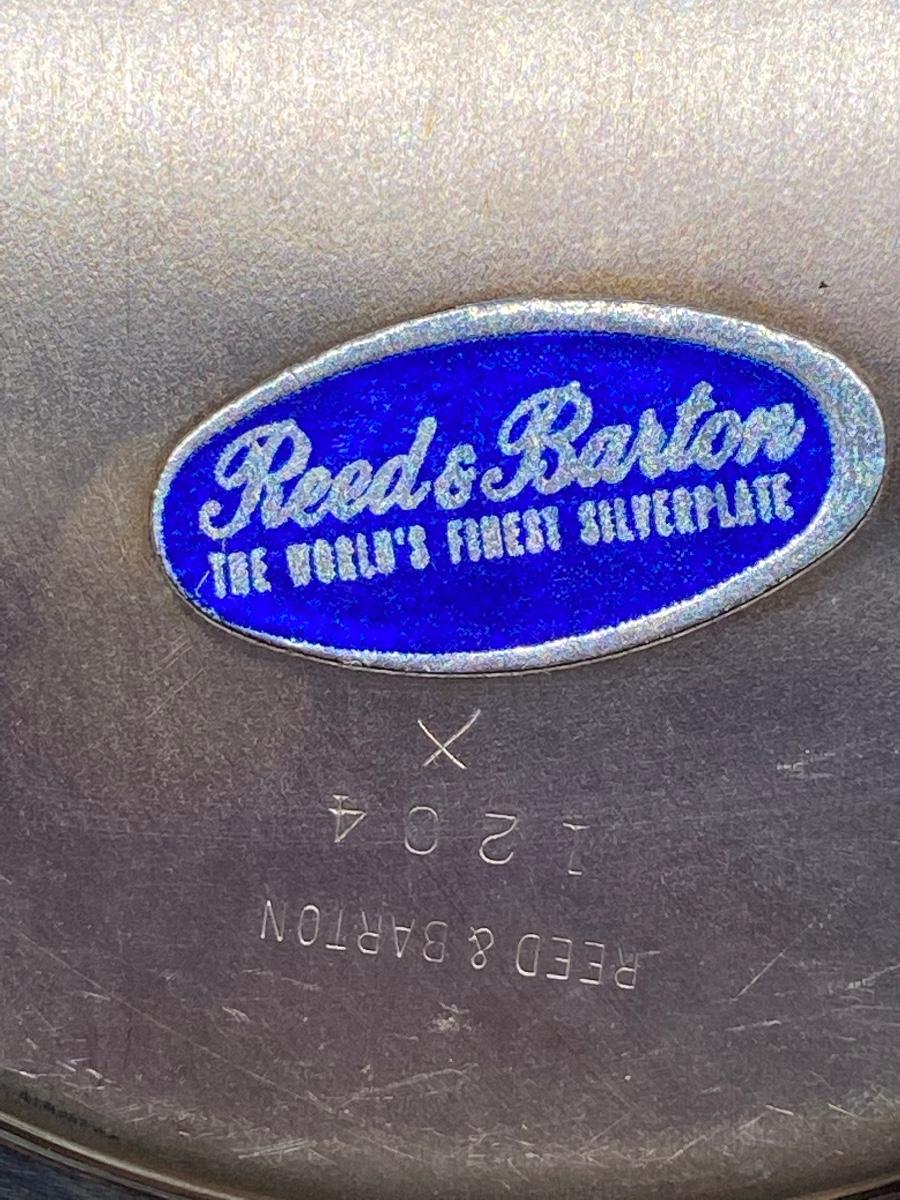 Reed & Barton
THE WORLD'S FINEST SILVERPLATE
REED & BARTON
1204
X